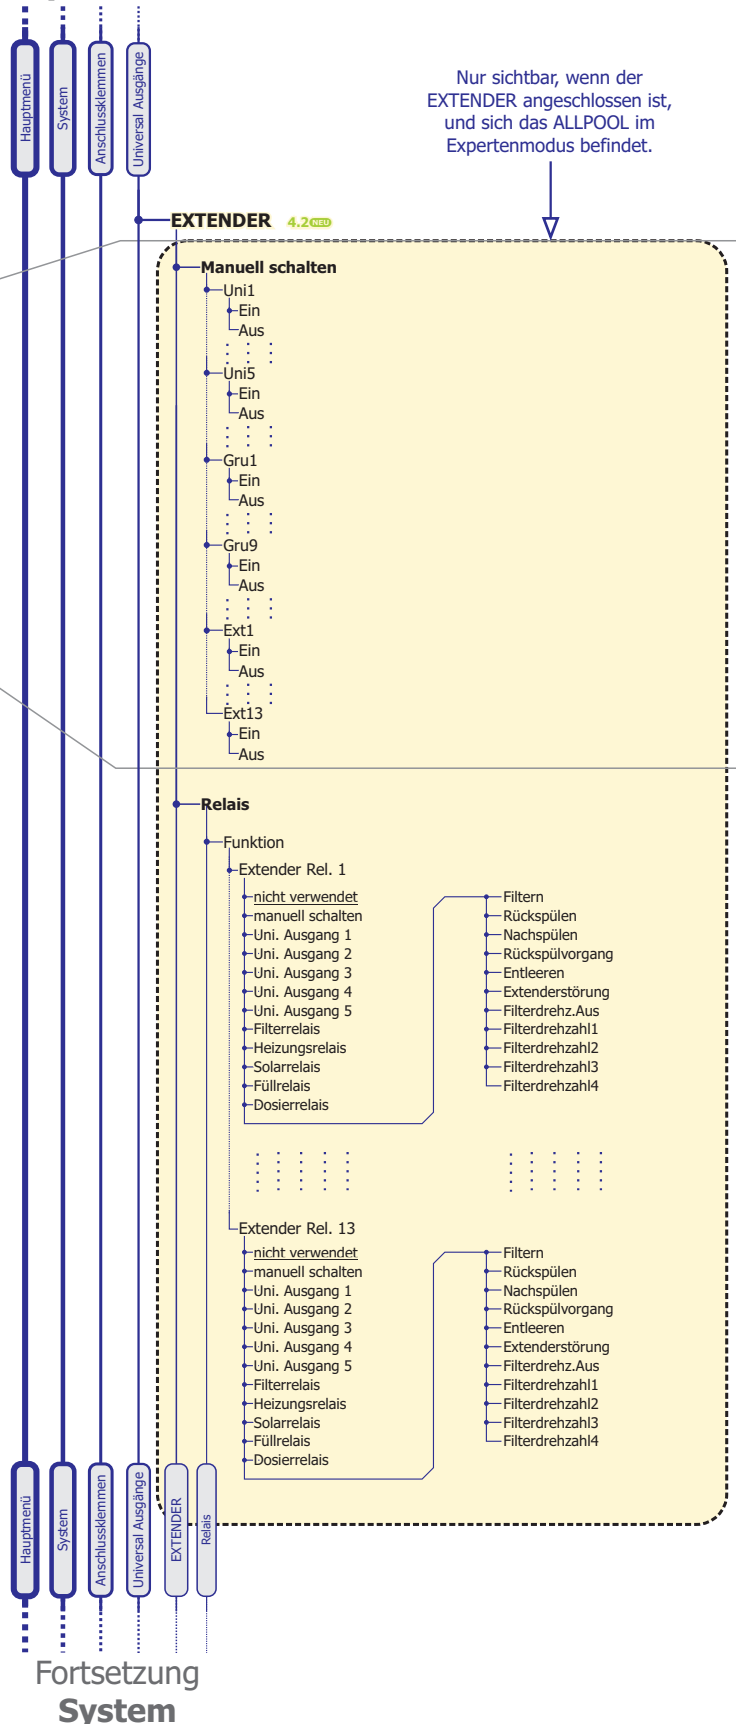 Hauptmenü
System
Anschlussklemmen
Universal Ausgänge
Nur sichtbar, wenn der
EXTENDER angeschlossen ist,
und sich das ALLPOOL im
Expertenmodus befindet.
EXTENDER 4.2 NEU
Manuell schalten
Uni1
Ein
Aus
Uni5
Ein
Aus
Gru1
Ein
Aus
Gru9
Ein
Aus
Ext1
Ein
Aus
Ext13
Ein
Aus
Relais
Funktion
Extender Rel. 1
nicht verwendet
manuell schalten
Uni. Ausgang 1
Uni. Ausgang 2
Uni. Ausgang 3
Uni. Ausgang 4
Uni. Ausgang 5
Filterrelais
Heizungsrelais
Solarrelais
Füllrelais
Dosierrelais
Filtern
Rückspülen
Nachspülen
Rückspülvorgang
Entleeren
Extenderstörung
Filterdrehz.Aus
Filterdrehzahl1
Filterdrehzahl2
Filterdrehzahl3
Filterdrehzahl4
Extender Rel. 13
nicht verwendet
manuell schalten
Uni. Ausgang 1
Uni. Ausgang 2
Uni. Ausgang 3
Uni. Ausgang 4
Uni. Ausgang 5
Filterrelais
Heizungsrelais
Solarrelais
Füllrelais
Dosierrelais
Filtern
Rückspülen
Nachspülen
Rückspülvorgang
Entleeren
Extenderstörung
Filterdrehz.Aus
Filterdrehzahl1
Filterdrehzahl2
Filterdrehzahl3
Filterdrehzahl4
Hauptmenü
System
Anschlussklemmen
Universal Ausgänge
EXTENDER
Relais
Fortsetzung
System